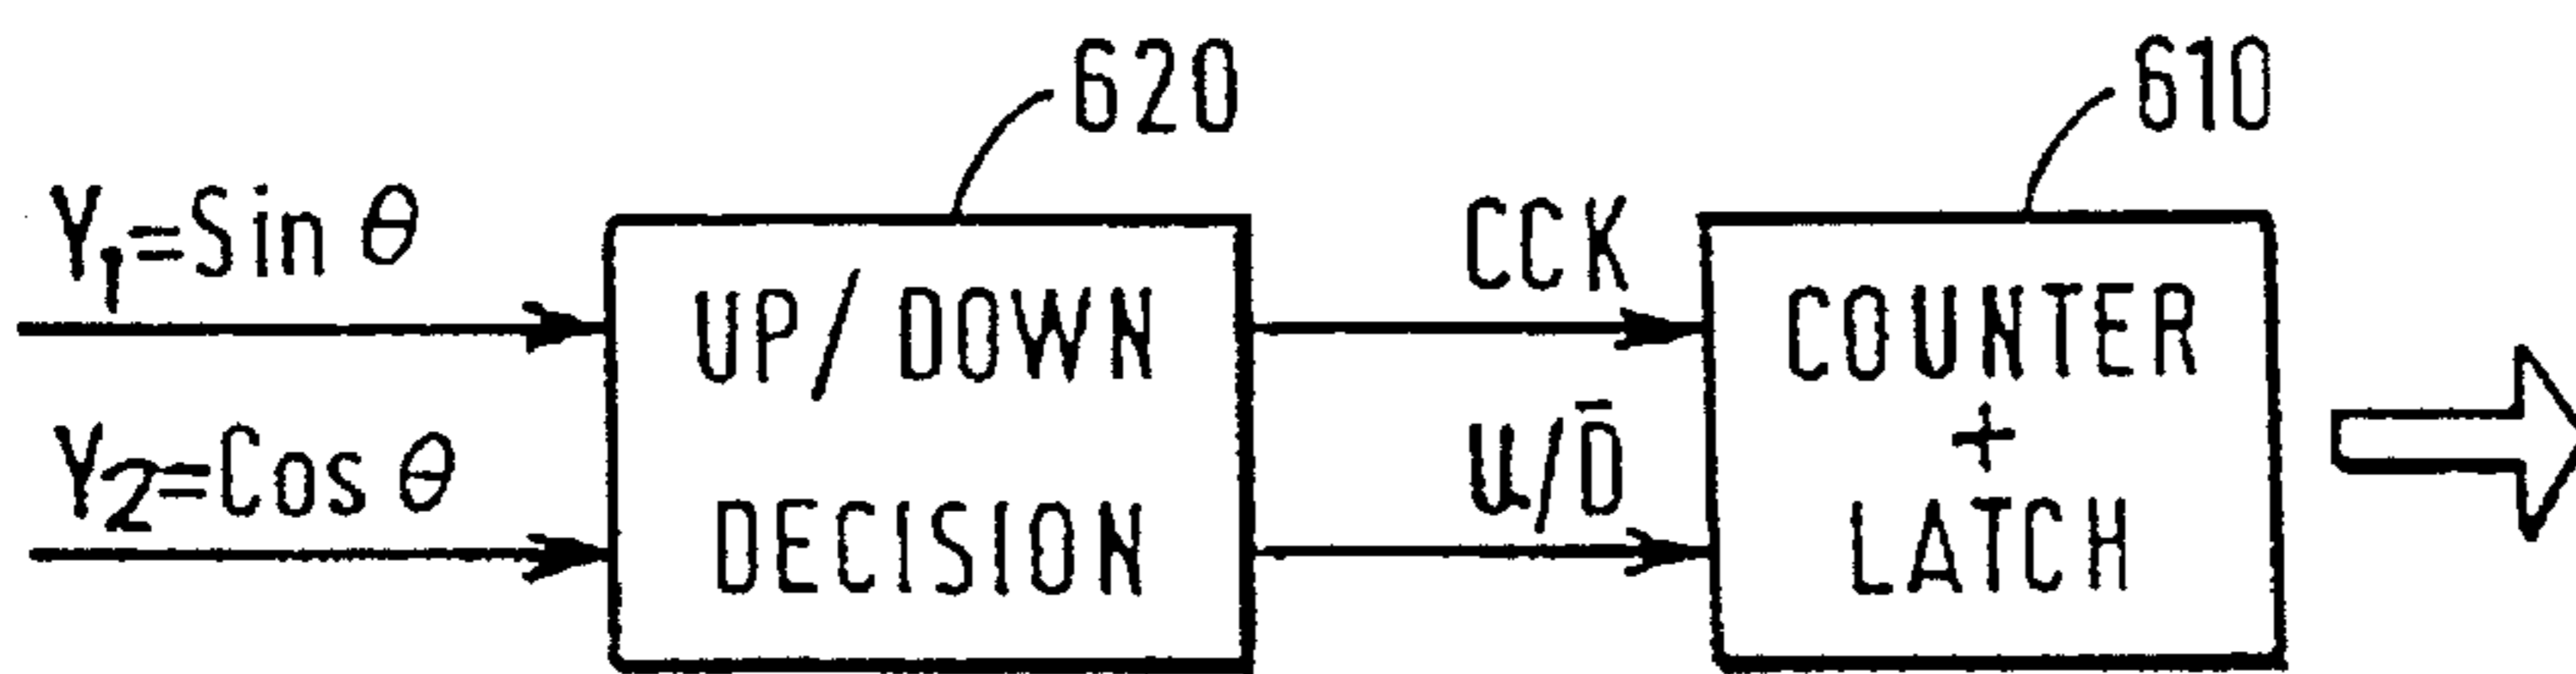 620
610
Y₁=Sin θ
CCK
UP/DOWN
COUNTER
+
Y₂=Cos θ
U/D̄
DECISION
LATCH